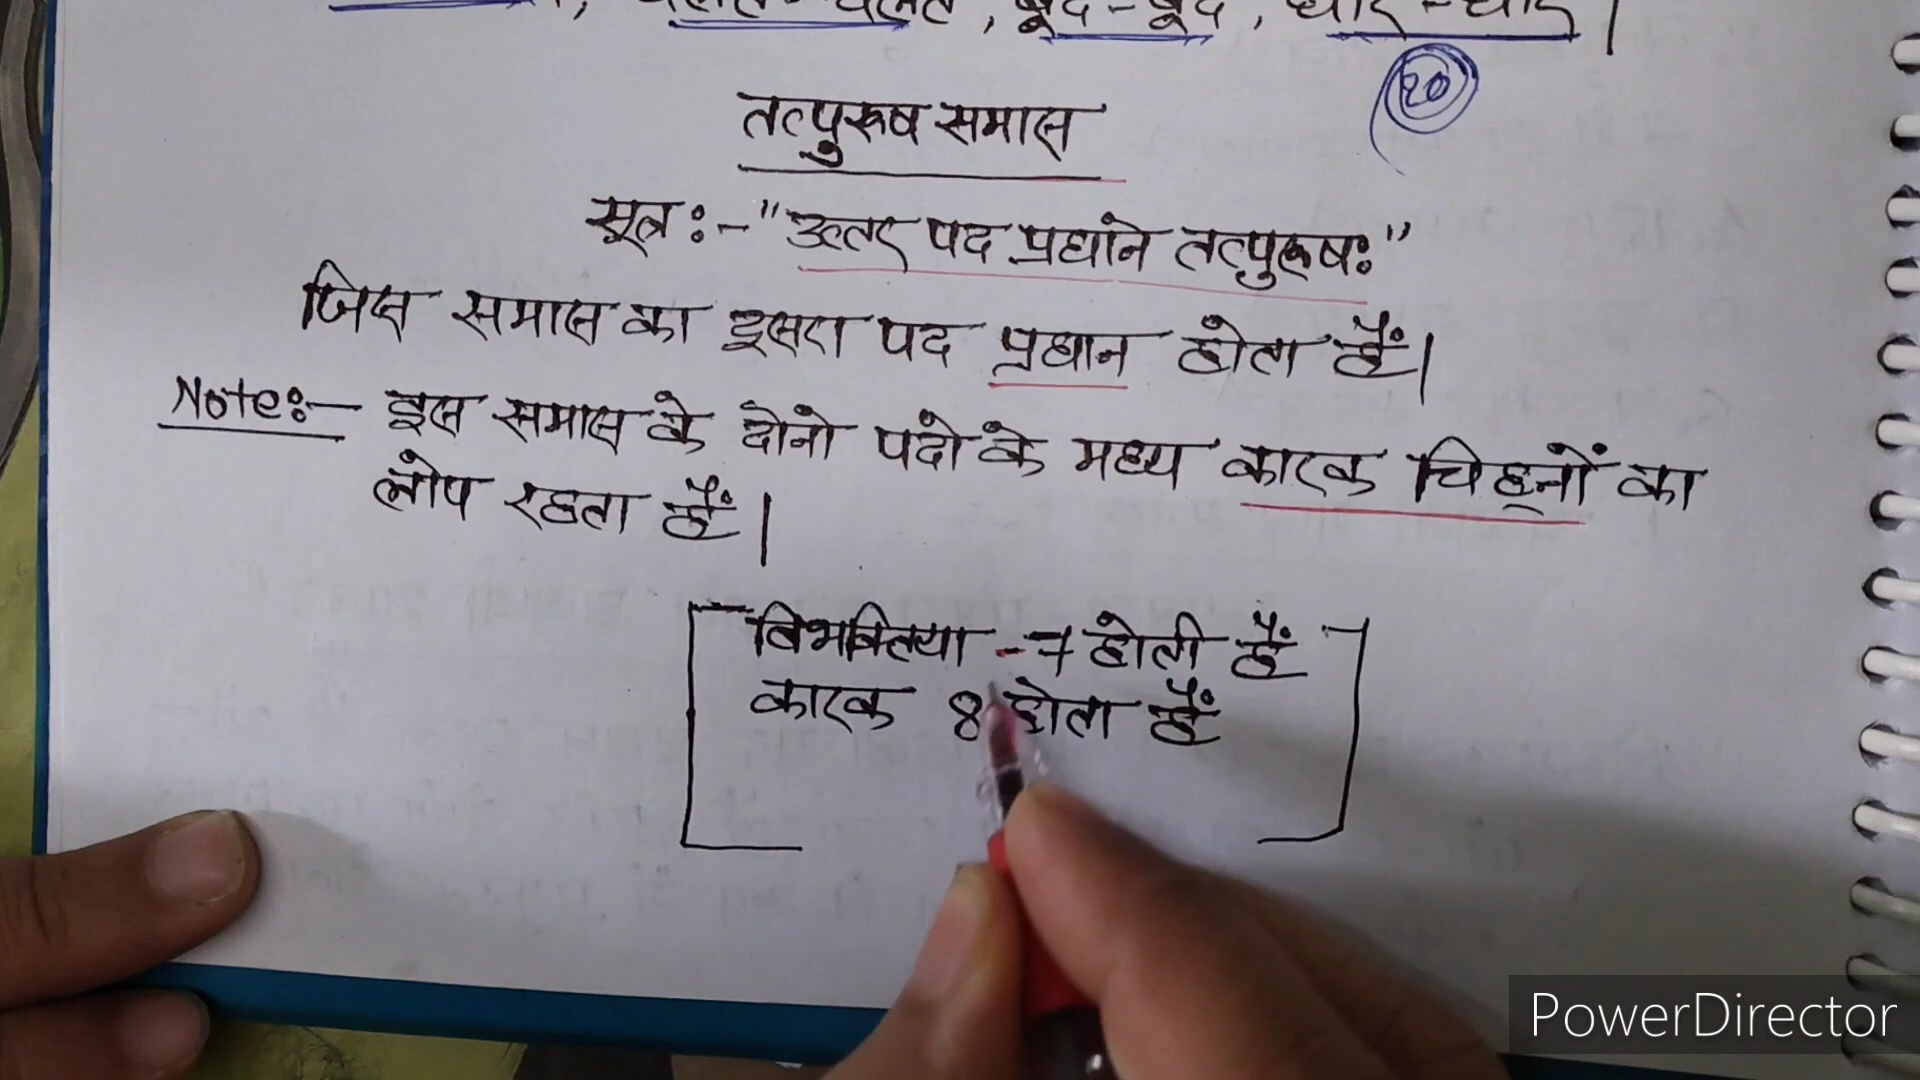 बूंद-बूंद,
20
तत्पुरुष समास
सूत्र :- "उत्तर पद प्रधाने तत्पुरुषः"
जिस समास का दूसरा पद प्रधान होता हैं।
Note:- इस समास के दोनो पदो के मध्य कारक चिह्नों का
लोप रहता हैं।
विभक्तिया - 7 होती हैं
कारक 8 होता हैं
PowerDirector